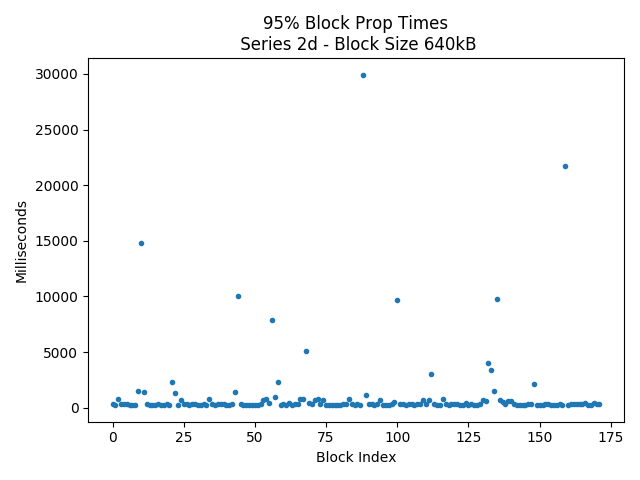 95% Block Prop Times
Series 2d - Block Size 640kB
Milliseconds
30000
25000
20000
15000
10000
5000
0
0 25 50 75 100 125 150 175
Block Index